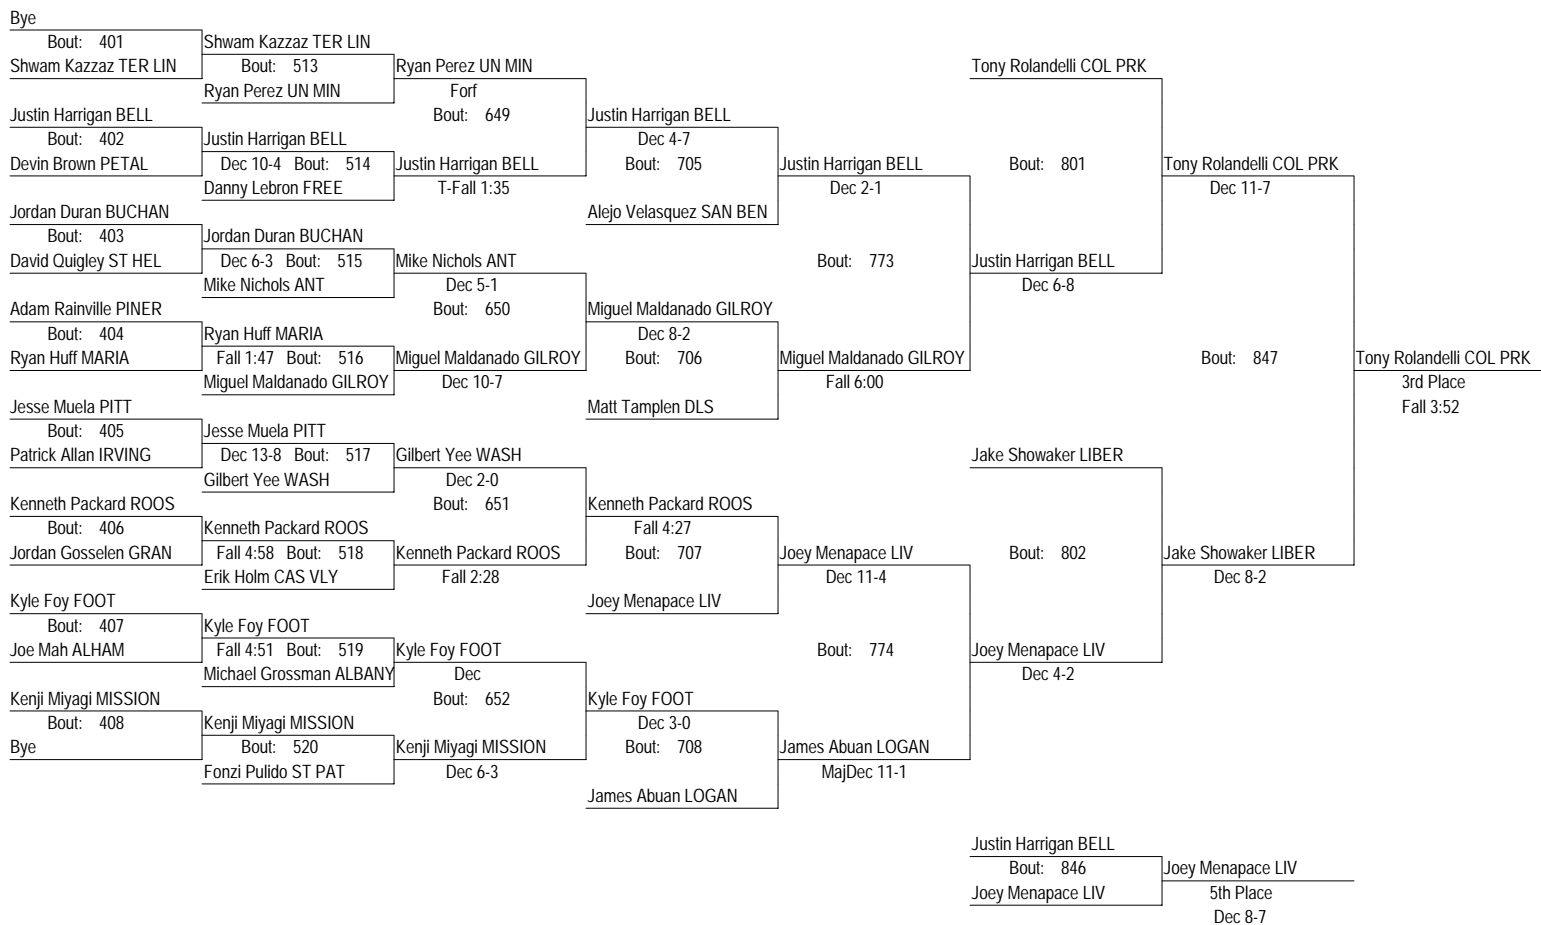 Bye
Bout: 401
Shwam Kazzaz TER LIN
Justin Harrigan BELL
Bout: 402
Devin Brown PETAL
Jordan Duran BUCHAN
Bout: 403
David Quigley ST HEL
Adam Rainville PINER
Bout: 404
Ryan Huff MARIA
Jesse Muela PITT
Bout: 405
Patrick Allan IRVING
Kenneth Packard ROOS
Bout: 406
Jordan Gosselen GRAN
Kyle Foy FOOT
Bout: 407
Joe Mah ALHAM
Kenji Miyagi MISSION
Bout: 408
Bye
Shwam Kazzaz TER LIN
Bout: 513
Ryan Perez UN MIN
Justin Harrigan BELL
Dec 10-4 Bout: 514
Danny Lebron FREE
Jordan Duran BUCHAN
Dec 6-3 Bout: 515
Mike Nichols ANT
Ryan Huff MARIA
Fall 1:47 Bout: 516
Miguel Maldanado GILROY
Jesse Muela PITT
Dec 13-8 Bout: 517
Gilbert Yee WASH
Kenneth Packard ROOS
Fall 4:58 Bout: 518
Erik Holm CAS VLY
Kyle Foy FOOT
Fall 4:51 Bout: 519
Michael Grossman ALBANY
Kenji Miyagi MISSION
Bout: 520
Fonzi Pulido ST PAT
Ryan Perez UN MIN
Forf
Bout: 649
Justin Harrigan BELL
T-Fall 1:35
Mike Nichols ANT
Dec 5-1
Bout: 650
Miguel Maldanado GILROY
Dec 10-7
Gilbert Yee WASH
Dec 2-0
Bout: 651
Kenneth Packard ROOS
Fall 2:28
Kyle Foy FOOT
Dec
Bout: 652
Kenji Miyagi MISSION
Dec 6-3
Justin Harrigan BELL
Dec 4-7
Bout: 705
Alejo Velasquez SAN BEN
Miguel Maldanado GILROY
Dec 8-2
Bout: 706
Matt Tamplen DLS
Kenneth Packard ROOS
Fall 4:27
Bout: 707
Joey Menapace LIV
Kyle Foy FOOT
Dec 3-0
Bout: 708
James Abuan LOGAN
Justin Harrigan BELL
Dec 2-1
Bout: 773
Miguel Maldanado GILROY
Fall 6:00
Joey Menapace LIV
Dec 11-4
Bout: 774
James Abuan LOGAN
MajDec 11-1
Tony Rolandelli COL PRK
Bout: 801
Justin Harrigan BELL
Dec 6-8
Jake Showaker LIBER
Bout: 802
Joey Menapace LIV
Dec 4-2
Tony Rolandelli COL PRK
Dec 11-7
Bout: 847
Jake Showaker LIBER
Dec 8-2
Tony Rolandelli COL PRK
3rd Place
Fall 3:52
Justin Harrigan BELL
Bout: 846
Joey Menapace LIV
Joey Menapace LIV
5th Place
Dec 8-7